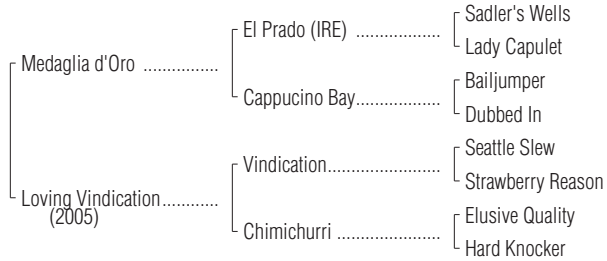 Sadler's Wells
El Prado (IRE) ...................
Lady Capulet
Medaglia d'Oro ................
Bailjumper
Cappucino Bay...................
Dubbed In
Seattle Slew
Vindication.........................
Strawberry Reason
Loving Vindication............
(2005)
Elusive Quality
Chimichurri .......................
Hard Knocker